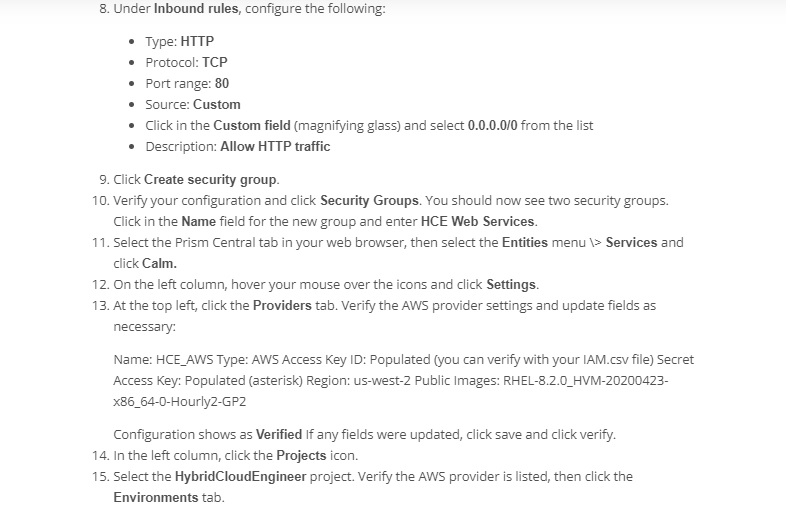 8. Under Inbound rules, configure the following:
• Type: HTTP
• Protocol: TCP
• Port range: 80
• Source: Custom
• Click in the Custom field (magnifying glass) and select 0.0.0.0/0 from the list
• Description: Allow HTTP traffic
9. Click Create security group.
10. Verify your configuration and click Security Groups. You should now see two security groups.
Click in the Name field for the new group and enter HCE Web Services.
11. Select the Prism Central tab in your web browser, then select the Entities menu \> Services and
click Calm.
12. On the left column, hover your mouse over the icons and click Settings.
13. At the top left, click the Providers tab. Verify the AWS provider settings and update fields as
necessary:
Name: HCE_AWS Type: AWS Access Key ID: Populated (you can verify with your IAM.csv file) Secret
Access Key: Populated (asterisk) Region: us-west-2 Public Images: RHEL-8.2.0_HVM-20200423-
x86_64-0-Hourly2-GP2
Configuration shows as Verified If any fields were updated, click save and click verify.
14. In the left column, click the Projects icon.
15. Select the HybridCloudEngineer project. Verify the AWS provider is listed, then click the
Environments tab.